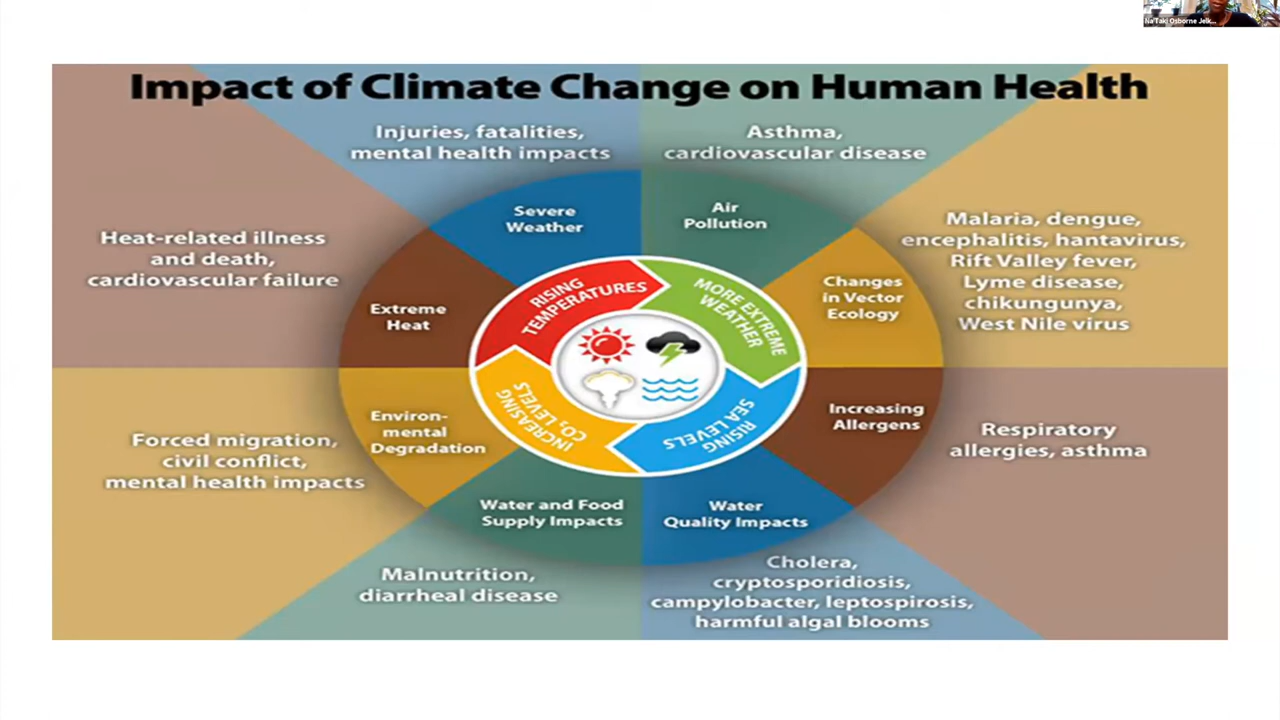 Na'Taki Osborne Jelk...
Impact of Climate Change on Human Health
Injuries, fatalities,
mental health impacts
Asthma,
cardiovascular disease
Severe
Weather
Air
Pollution
Heat-related illness
and death,
cardiovascular failure
Malaria, dengue,
encephalitis, hantavirus,
Rift Valley fever,
Lyme disease,
chikungunya,
West Nile virus
Extreme
Heat
Changes
in Vector
Ecology
RISING
TEMPERATURES
MORE EXTREME
WEATHER
INCREASING
CO₂ LEVELS
RISING
SEA LEVELS
Environ-
mental
Degradation
Increasing
Allergens
Forced migration,
civil conflict,
mental health impacts
Respiratory
allergies, asthma
Water and Food
Supply Impacts
Water
Quality Impacts
Malnutrition,
diarrheal disease
Cholera,
cryptosporidiosis,
campylobacter, leptospirosis,
harmful algal blooms